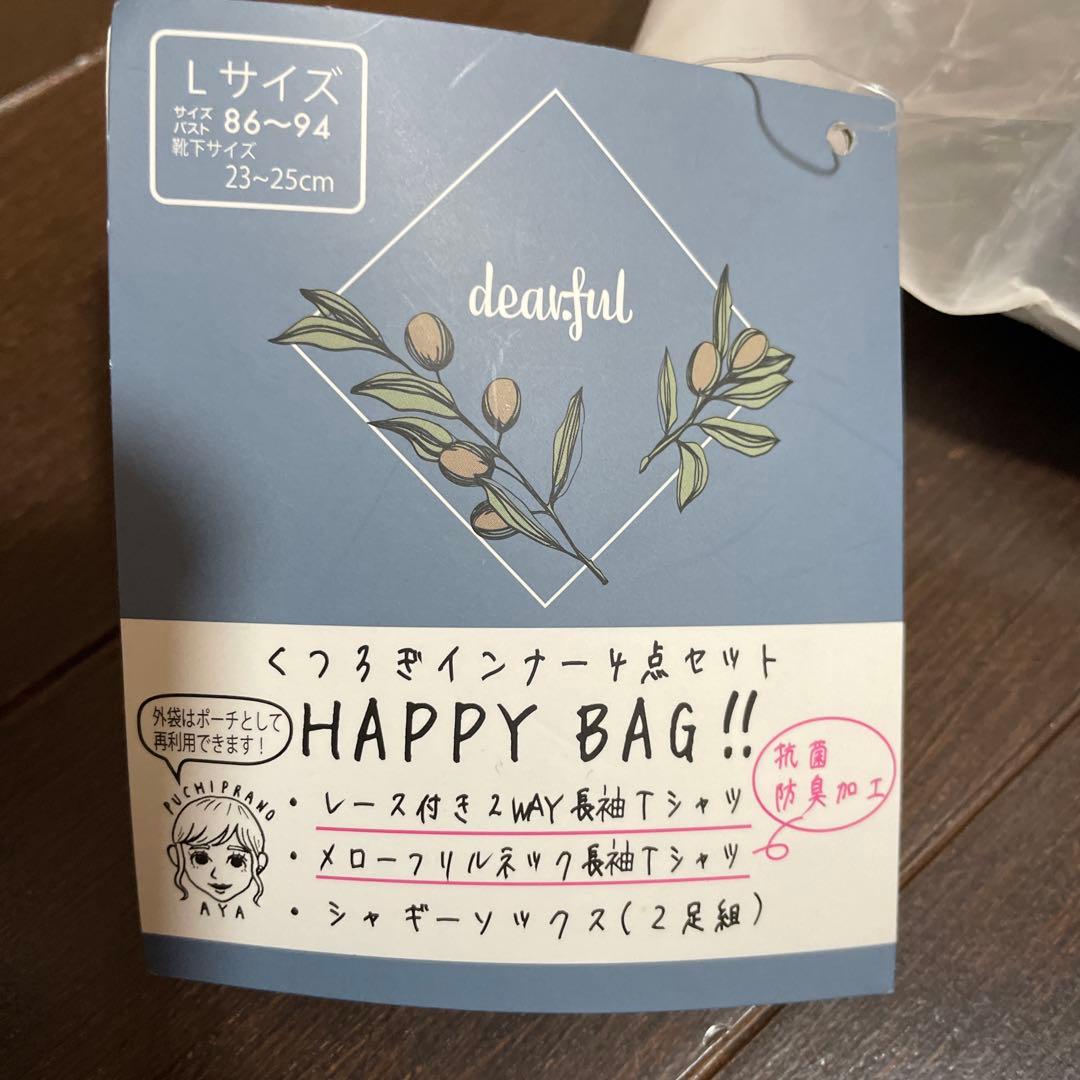 Lサイズ
サイズ
バスト 86〜94
靴下サイズ
23~25cm
dear.ful
くつろぎインナー4点セット
HAPPY BAG!!
外袋はポーチとして
再利用できます!
抗菌
防臭加工
PUCHIPRANO
AYA
・レース付き2WAY長袖Tシャツ
・メローフリルネック長袖Tシャツ
・シャギーソックス(2足組)